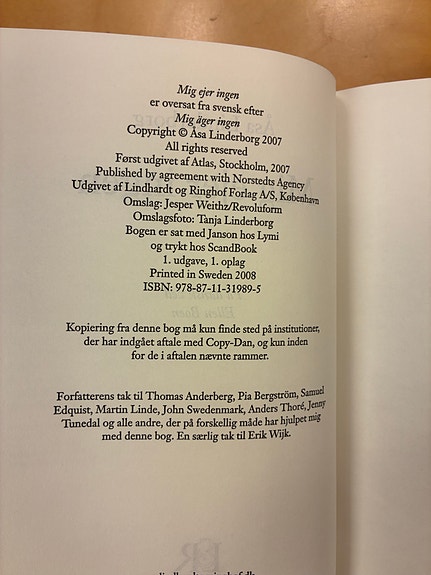 Mig ejer ingen
er oversat fra svensk efter
Mig äger ingen
Copyright © Åsa Linderborg 2007
All rights reserved
Først udgivet af Atlas, Stockholm, 2007
Published by agreement with Norstedts Agency
Udgivet af Lindhardt og Ringhof Forlag A/S, København
Omslag: Jesper Weithz/Revoluform
Omslagsfoto: Tanja Linderborg
Bogen er sat med Janson hos Lymi
og trykt hos ScandBook
1. udgave, 1. oplag
Printed in Sweden 2008
ISBN: 978-87-11-31989-5
Kopiering fra denne bog må kun finde sted på institutioner,
der har indgået aftale med Copy-Dan, og kun inden
for de i aftalen nævnte rammer.
Forfatterens tak til Thomas Anderberg, Pia Bergström, Samuel
Edquist, Martin Linde, John Swedenmark, Anders Thoré, Jenny
Tunedal og alle andre, der på forskellig måde har hjulpet mig
med denne bog. En særlig tak til Erik Wijk.